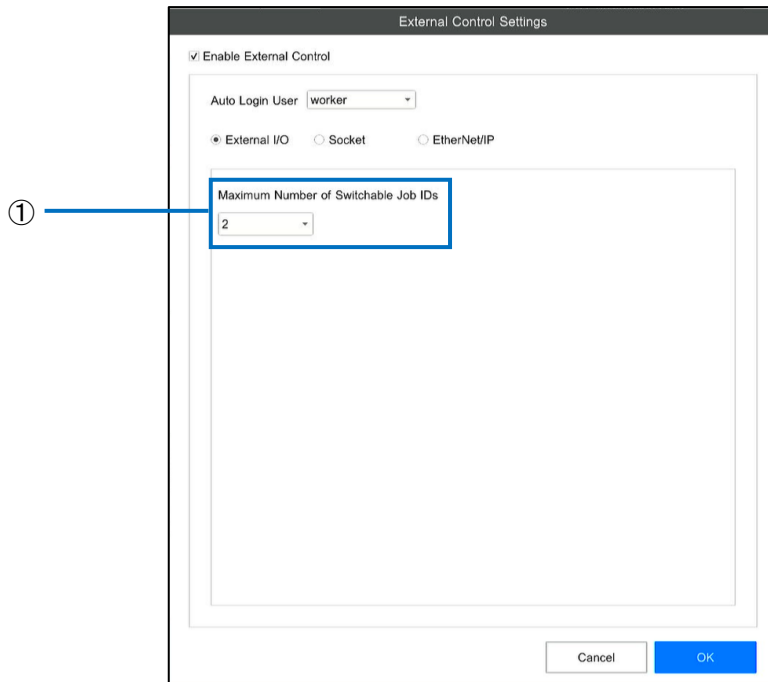 External Control Settings
Enable External Control
Auto Login User worker
External I/O Socket EtherNet/IP
① Maximum Number of Switchable Job IDs
2
Cancel OK